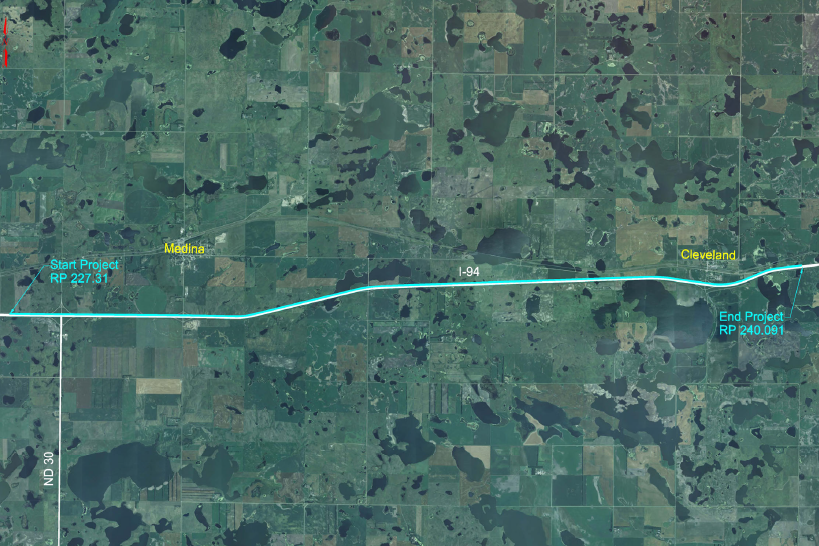 Medina
Start Project
RP 227.31
I-94
Cleveland
End Project
RP 240.091
ND 30